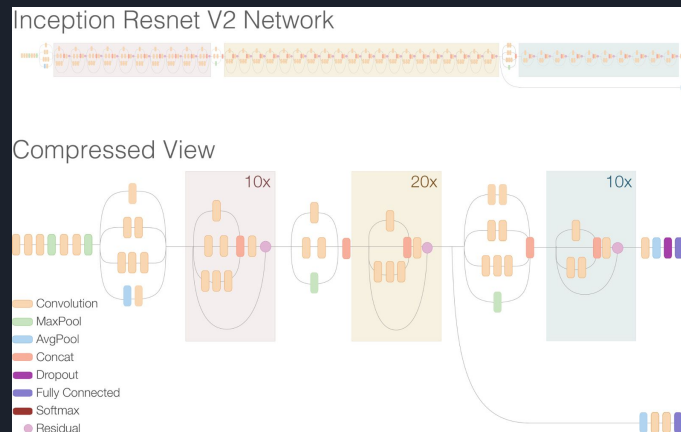 Inception Resnet V2 Network
Compressed View
10x
20x
10x
Convolution
MaxPool
AvgPool
Concat
Dropout
Fully Connected
Softmax
Residual